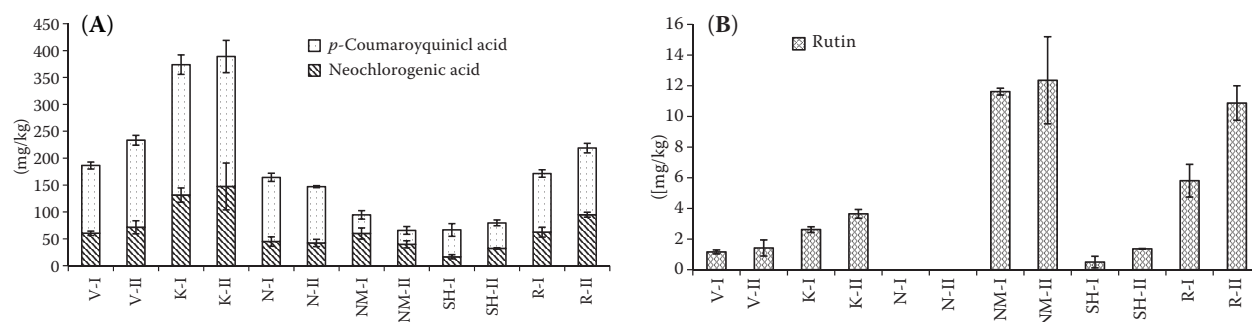 (A)
450
400
350
300
250
200
150
100
50
0
(mg/kg)
p-Coumaroyquinicl acid
Neochlorogenic acid
V-I
V-II
K-I
K-II
N-I
N-II
NM-I
NM-II
SH-I
SH-II
R-I
R-II
(B)
16
14
12
10
8
6
4
2
0
([mg/kg)
Rutin
V-I
V-II
K-I
K-II
N-I
N-II
NM-I
NM-II
SH-I
SH-II
R-I
R-II